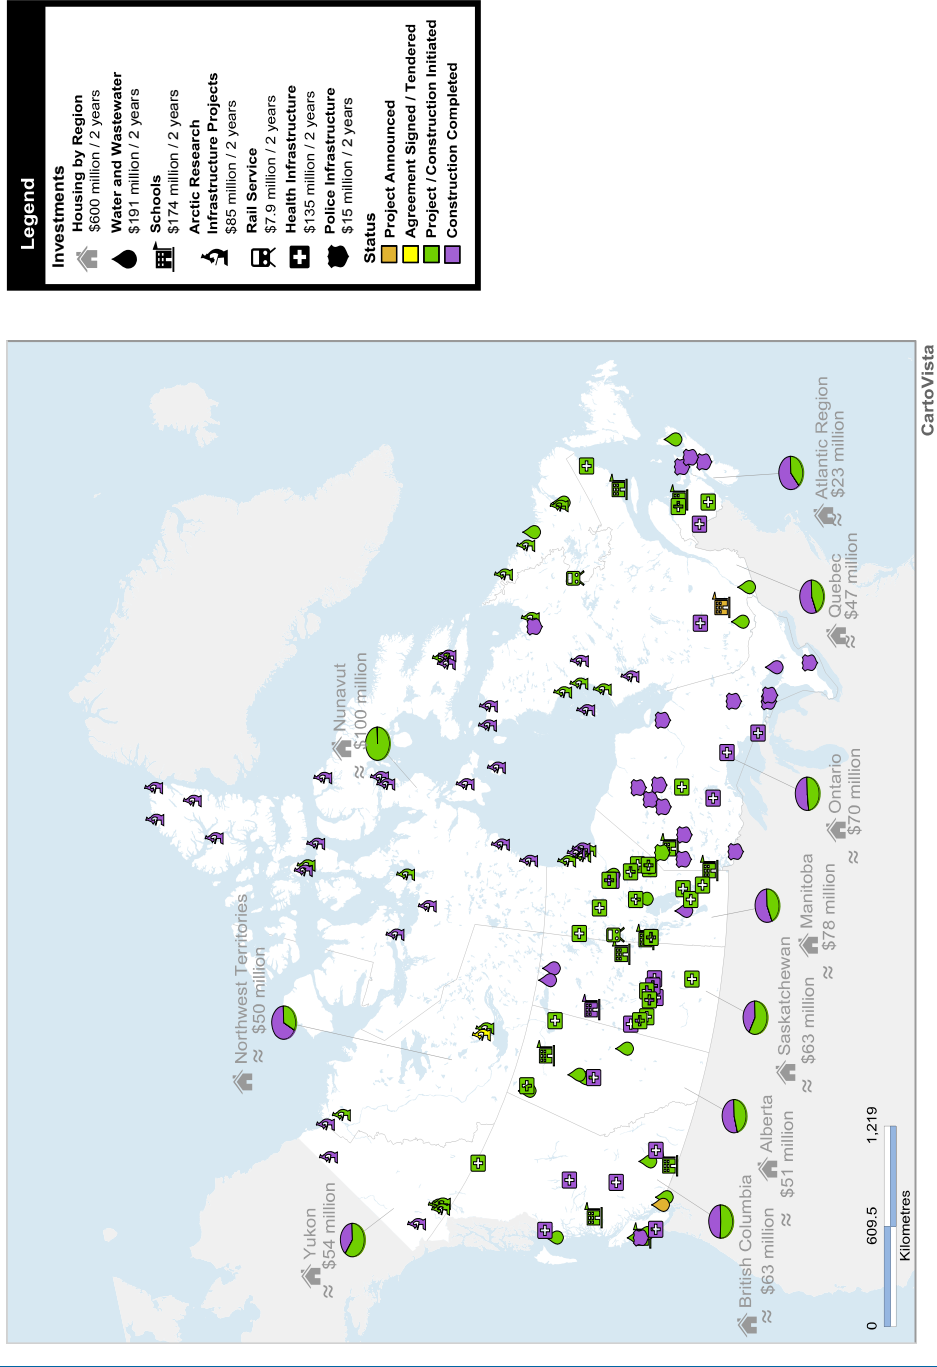 Legend
Investments
Housing by Region
$600 million / 2 years
Water and Wastewater
$191 million / 2 years
Schools
$174 million / 2 years
Arctic Research
Infrastructure Projects
$85 million / 2 years
Rail Service
$7.9 million / 2 years
Health Infrastructure
$135 million / 2 years
Police Infrastructure
$15 million / 2 years
Status
Project Announced
Agreement Signed / Tendered
Project / Construction Initiated
Construction Completed
Northwest Territories
≈ $50 million
Yukon
≈ $54 million
Nunavut
≈ $100 million
British Columbia
≈ $63 million
Alberta
≈ $51 million
Saskatchewan
≈ $63 million
Manitoba
≈ $78 million
Ontario
≈ $70 million
Quebec
≈ $47 million
Atlantic Region
≈ $23 million
0 609.5 1,219
Kilometres
CartoVista